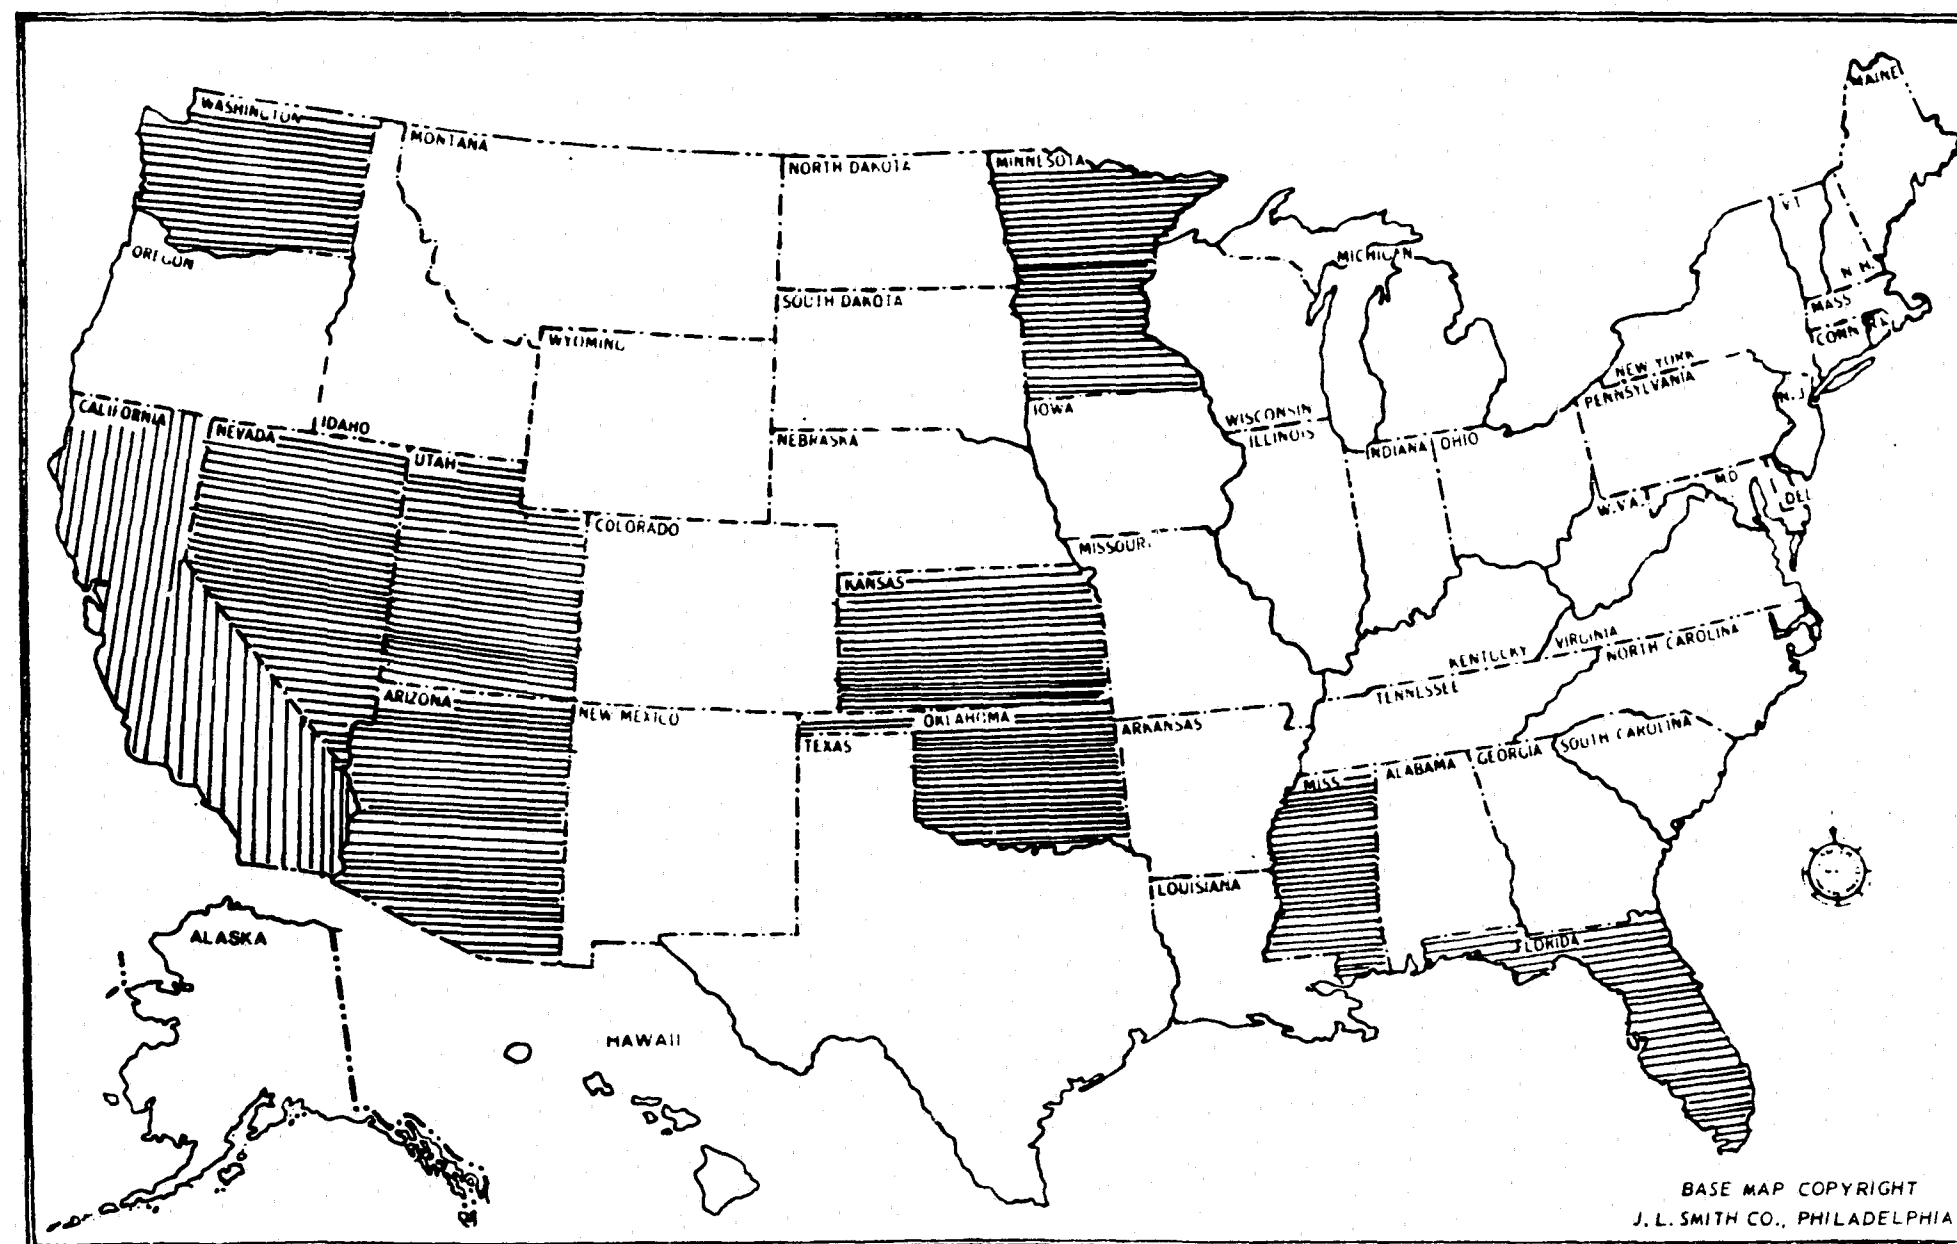 MAINE
WASHINGTON
MONTANA
NORTH DAKOTA
MINNESOTA
VT.
OREGON
MICHIGAN
N.H.
SOUTH DAKOTA
MASS
CONN
R.I.
WYOMING
NEW YORK
PENNSYLVANIA
N.J.
CALIFORNIA
IDAHO
IOWA
WISCONSIN
NEVADA
NEBRASKA
ILLINOIS
INDIANA
OHIO
UTAH
MD
DEL
W.VA.
COLORADO
MISSOURI
KANSAS
VIRGINIA
KENTUCKY
NORTH CAROLINA
TENNESSEE
ARIZONA
NEW MEXICO
OKLAHOMA
ARKANSAS
TEXAS
SOUTH CAROLINA
GEORGIA
ALABAMA
MISS
LOUISIANA
FLORIDA
ALASKA
HAWAII
BASE MAP COPYRIGHT
J. L. SMITH CO., PHILADELPHIA